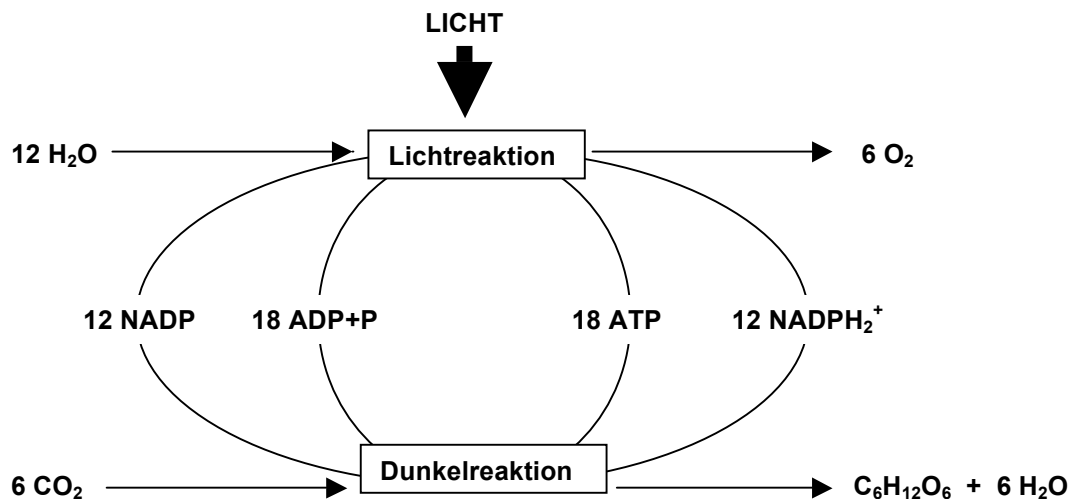 LICHT
12 H₂O Lichtreaktion 6 O₂
12 NADP 18 ADP+P 18 ATP 12 NADPH₂⁺
6 CO₂ Dunkelreaktion C₆H₁₂O₆ + 6 H₂O